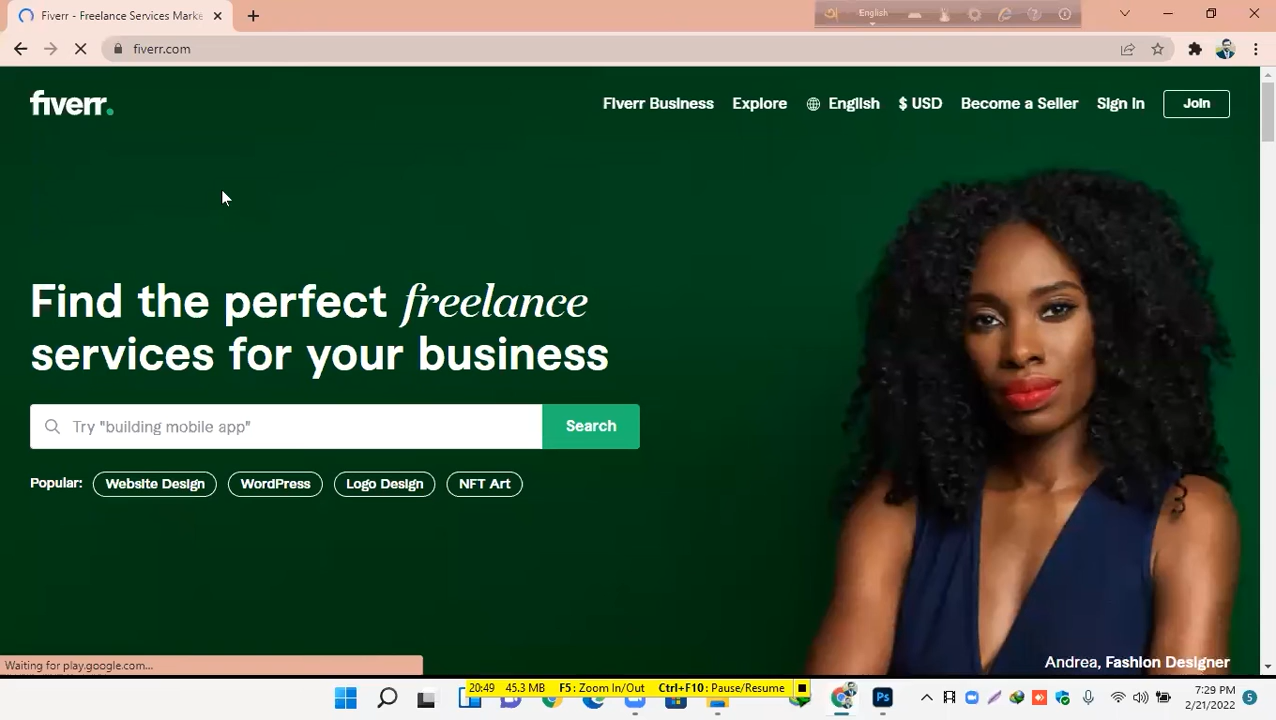 Fiverr - Freelance Services Marke
English
fiverr.com
fiverr.
Fiverr Business Explore English $ USD Become a Seller Sign In Join
Find the perfect freelance
services for your business
Try "building mobile app"
Search
Popular: Website Design WordPress Logo Design NFT Art
Andrea, Fashion Designer
Waiting for play.google.com...
20:49 45.3 MB F5: Zoom In/Out Ctrl+F10: Pause/Resume
Ps
7:29 PM
2/21/2022
5